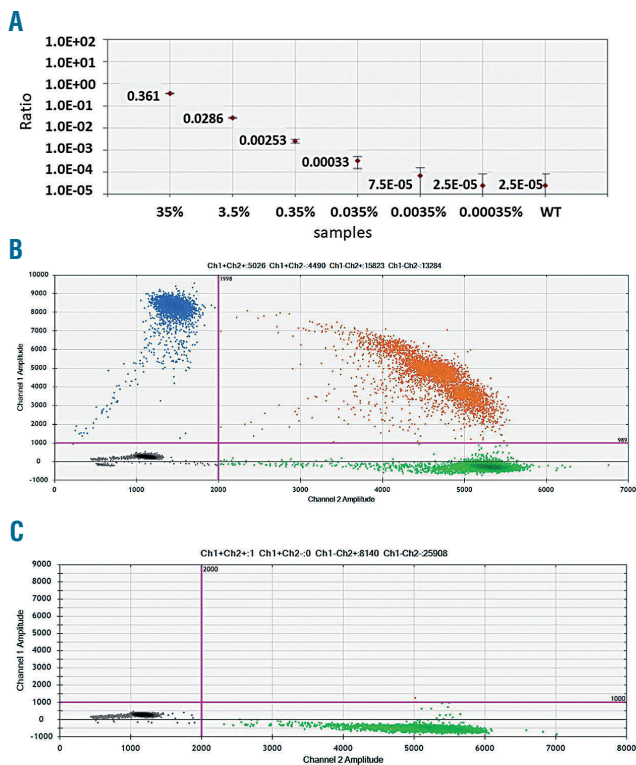 A
1.0E+02
1.0E+01
1.0E+00
1.0E-01
1.0E-02
1.0E-03
1.0E-04
1.0E-05
Ratio
0.361
0.0286
0.00253
0.00033
7.5E-05
2.5E-05
2.5E-05
35%
3.5%
0.35%
0.035%
0.0035%
0.00035%
WT
samples
B
Ch1+Ch2+:5026 Ch1+Ch2-:4490 Ch1-Ch2+:15823 Ch1-Ch2-:13284
10000
9000
8000
7000
6000
5000
4000
3000
2000
1000
0
-1000
Channel 1 Amplitude
1998
989
0
1000
2000
3000
4000
5000
6000
7000
Channel 2 Amplitude
C
Ch1+Ch2+:1 Ch1+Ch2-:0 Ch1-Ch2+:8140 Ch1-Ch2-:25908
9000
8000
7000
6000
5000
4000
3000
2000
1000
0
-1000
Channel 1 Amplitude
2000
1000
0
1000
2000
3000
4000
5000
6000
7000
8000
Channel 2 Amplitude